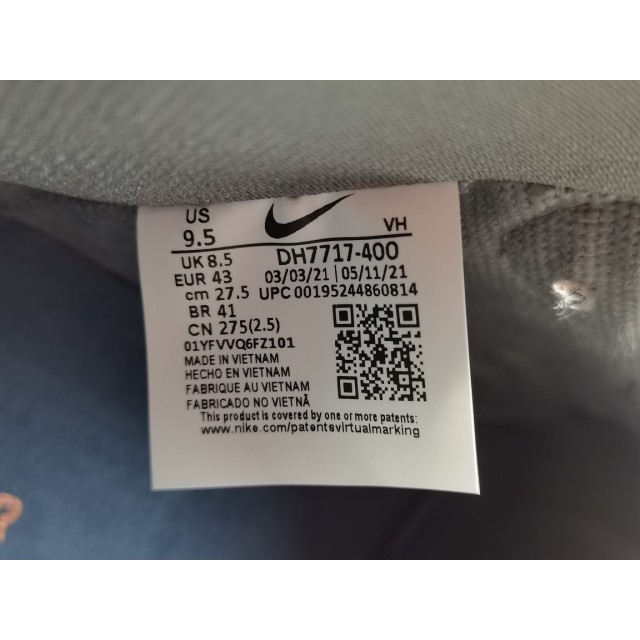 US
9.5
VH
UK 8.5
DH7717-400
EUR 43
03/03/21 | 05/11/21
cm 27.5
UPC 00195244860814
BR 41
CN 275(2.5)
01YFVVQ6FZ101
MADE IN VIETNAM
HECHO EN VIETNAM
FABRIQUE AU VIETNAM
FABRICADO NO VIETNÃ
This product is covered by one or more patents:
www.nike.com/patentsvirtualmarking